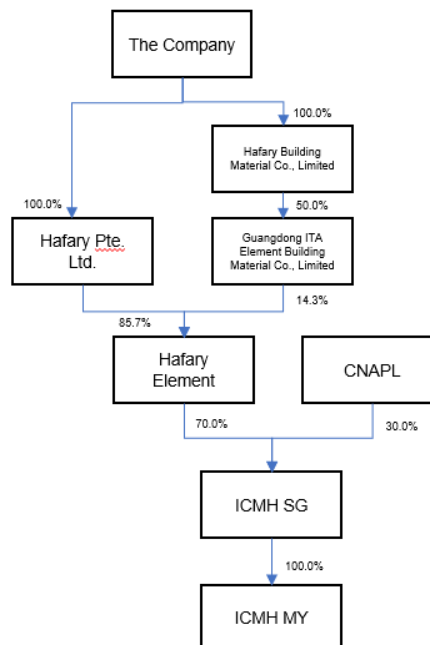 The Company
100.0%
Hafary Building
Material Co., Limited
100.0%
50.0%
Hafary Pte.
Ltd.
Guangdong ITA
Element Building
Material Co., Limited
85.7%
14.3%
Hafary
Element
CNAPL
70.0%
30.0%
ICMH SG
100.0%
ICMH MY